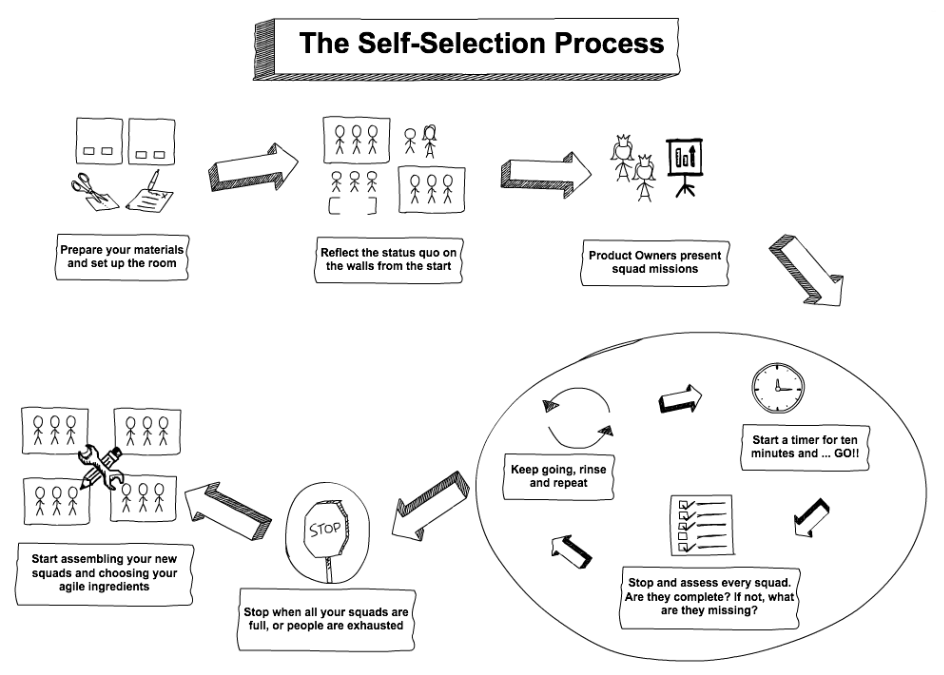 The Self-Selection Process
Prepare your materials
and set up the room
Reflect the status quo on
the walls from the start
Product Owners present
squad missions
Start a timer for ten
minutes and ... GO!!
Stop and assess every squad.
Are they complete? If not, what
are they missing?
Keep going, rinse
and repeat
STOP
Stop when all your squads are
full, or people are exhausted
Start assembling your new
squads and choosing your
agile ingredients